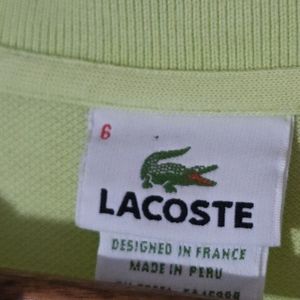 6
LACOSTE
DESIGNED IN FRANCE
MADE IN PERU